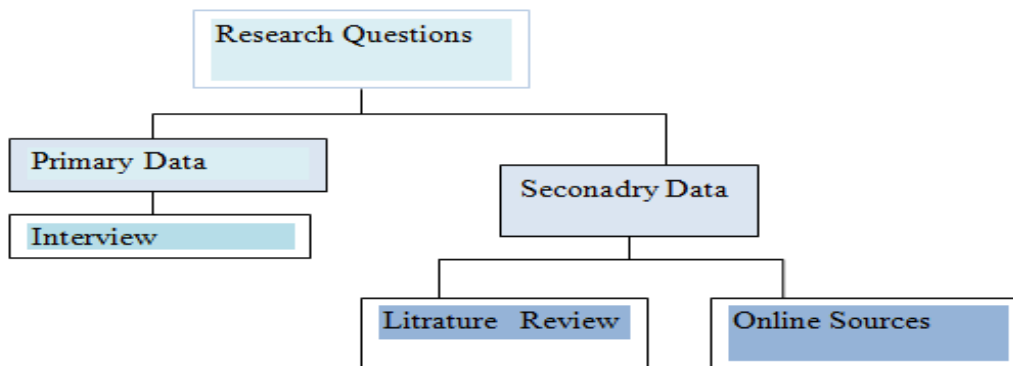 Research Questions
Primary Data
Seconadry Data
Interview
Litrature Review
Online Sources